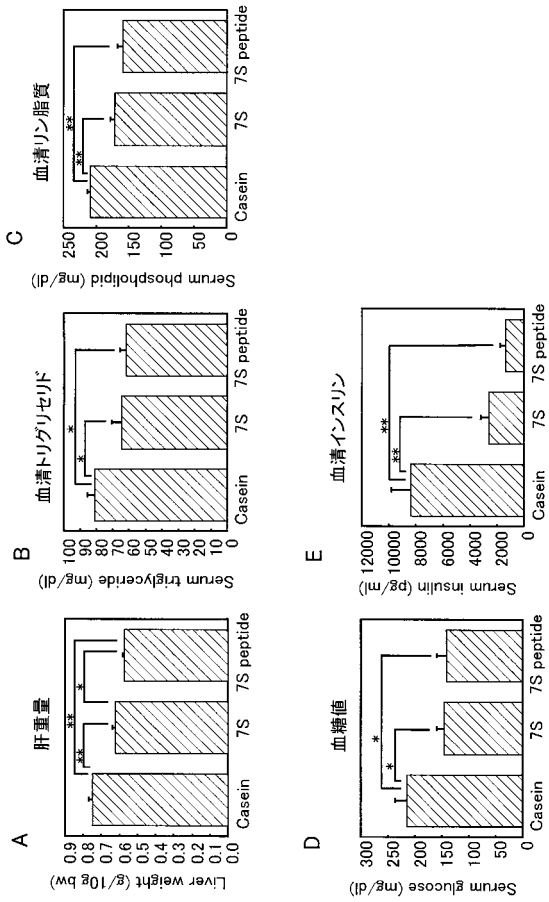 A
肝重量
Liver weight (g/10g bw)
0.9
0.8
0.7
0.6
0.5
0.4
0.3
0.2
0.1
0.0
**
**
*
Casein
7S
7S peptide
B
血清トリグリセリド
Serum triglyceride (mg/dl)
100
90
80
70
60
50
40
30
20
10
0
*
*
Casein
7S
7S peptide
C
血清リン脂質
Serum phospholipid (mg/dl)
250
200
150
100
50
0
**
**
Casein
7S
7S peptide
D
血糖値
Serum glucose (mg/dl)
300
250
200
150
100
50
0
*
*
Casein
7S
7S peptide
E
血清インスリン
Serum insulin (pg/ml)
12000
10000
8000
6000
4000
2000
0
**
**
Casein
7S
7S peptide